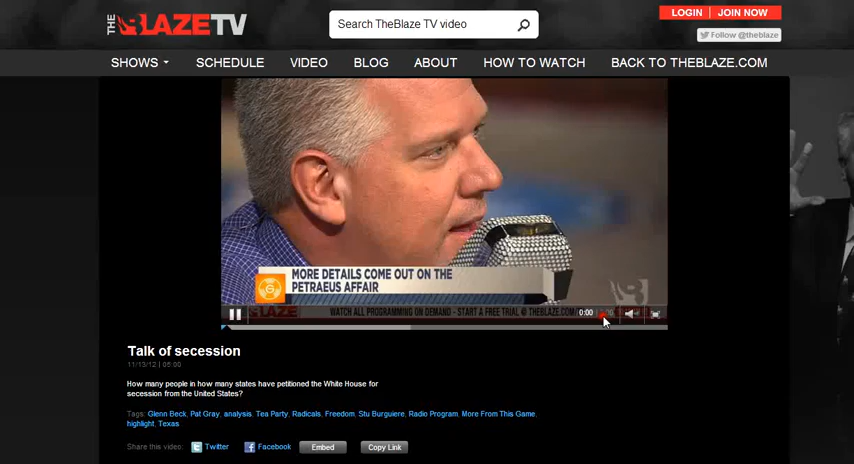 THE BLAZETV
Search TheBlaze TV video
LOGIN | JOIN NOW
Follow @theblaze
SHOWS SCHEDULE VIDEO BLOG ABOUT HOW TO WATCH BACK TO THEBLAZE.COM
MORE DETAILS COME OUT ON THE
PETRAEUS AFFAIR
LAZE WATCH ALL PROGRAMMING ON DEMAND - START A FREE TRIAL @ THEBLAZE.COM 0:00
Talk of secession
11/13/12 | 05:00
How many people in how many states have petitioned the White House for
secession from the United States?
Tags: Glenn Beck, Pat Gray, analysis, Tea Party, Radicals, Freedom, Stu Burguiere, Radio Program, More From This Game,
highlight, Texas
Share this video: Twitter Facebook Embed Copy Link